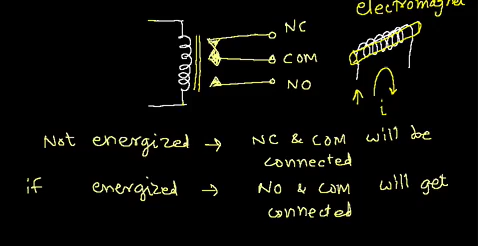 electromagnet
NC
COM
NO
i
Not energized → NC & COM will be
connected
if energized → NO & COM will get
connected